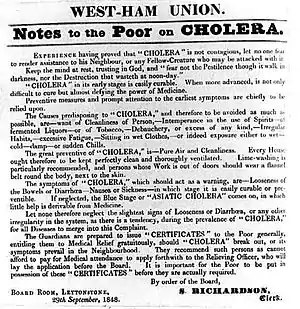 WEST-HAM UNION.
Notes to the Poor on CHOLERA.
EXPERIENCE having proved that "CHOLERA" is not contagious, let no one fear
to render assistance to his Neighbour, or any Fellow-Creature who may be attacked with it
Keep the mind at rest, trusting in God, and "fear not the Pestilence though it walk in
darkness, nor the Destruction that wasteth at noon-day."
"CHOLERA" in its early stages is easily curable. When more advanced, is not only
difficult to cure but almost defying the power of Medicine.
Preventive measures and prompt attention to the earliest symptoms are chiefly to be
relied upon.
The Causes predisposing to "CHOLERA," and therefore to be avoided as much is
possible, are—want of Cleanliness of Person,—Intemperance in the use of Spirits or
fermented Liquors—or of Tobacco,—Debauchery, or excess of any kind,—Irregular
Habits,—excessive Fatigue,—Sitting in wet Clothes,—or indeed exposure either to—
cold—damp—or sudden Chills.
The great preventive of "CHOLERA," is—Pure Air and Cleanliness. Every House
ought therefore to be kept perfectly clean and thoroughly ventilated. Lime-washing is
particularly recommended, and persons whose Work is out of doors should wear a flannel
belt round the body, next to the skin.
The symptoms of "CHOLERA," which should act as a warning, are—Looseness of
the Bowels or Diarrhœa—Nausea or Sickness—in which stage it is easily curable or pre-
ventible. If neglected, the Blue Stage or "ASIATIC CHOLERA" comes on, in which
little help is derivable from Medicine.
Let none therefore neglect the slightest signs of Looseness or Diarrhœa, or any other
irregularity in the system, as there is a tendency, during the prevalence of "CHOLERA,"
for all Diseases to merge into this Complaint.
The Guardians are prepared to issue "CERTIFICATES" to the Poor generally,
entitling them to Medical Relief gratuitously, should "CHOLERA" break out, or its
symptoms prevail in the Neighbourhood. They recommend such persons as cannot
afford to pay for Medical attendance to apply forthwith to the Relieving Officer, who will
lay the application before the Board. It is important for the Poor to be put in
possession of these "CERTIFICATES" before they are actually required.
By order of the Board,
BOARD ROOM, LEYTONSTONE, S. RICHARDSON,
29th September, 1848. Clerk.